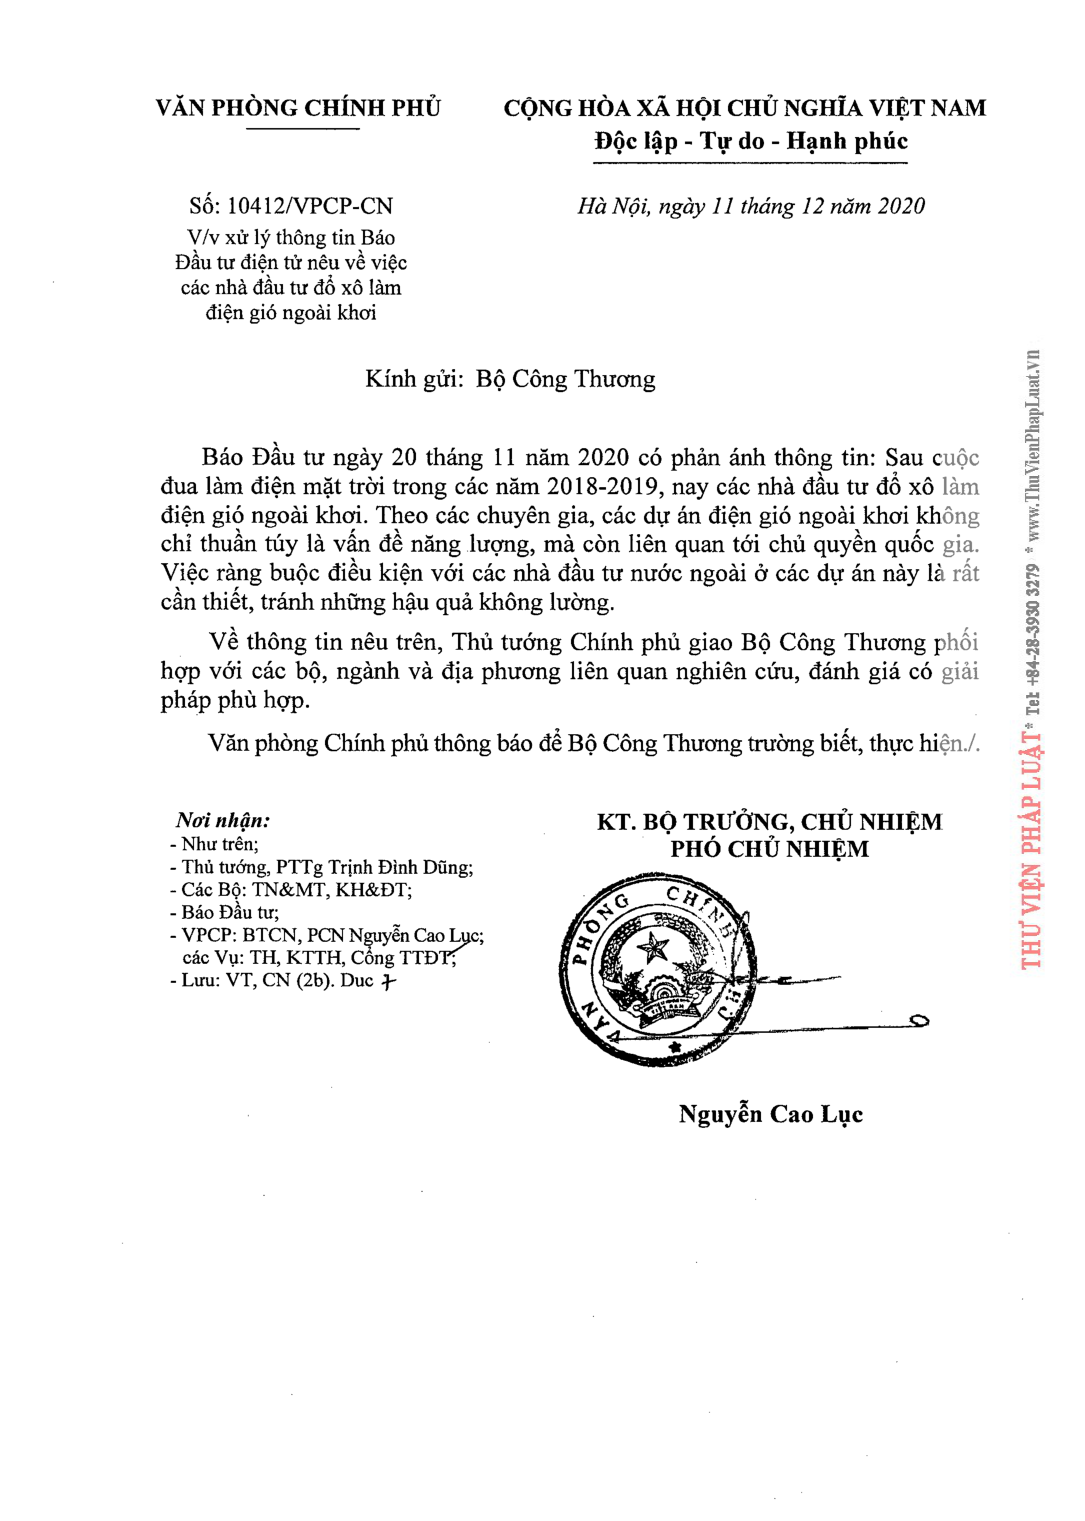 VĂN PHÒNG CHÍNH PHỦ
CỘNG HÒA XÃ HỘI CHỦ NGHĨA VIỆT NAM
Độc lập - Tự do - Hạnh phúc
Số: 10412/VPCP-CN
Hà Nội, ngày 11 tháng 12 năm 2020
V/v xử lý thông tin Báo
Đầu tư điện tử nêu về việc
các nhà đầu tư đổ xô làm
điện gió ngoài khơi
Kính gửi: Bộ Công Thương
Báo Đầu tư ngày 20 tháng 11 năm 2020 có phản ánh thông tin: Sau cuộc
đua làm điện mặt trời trong các năm 2018-2019, nay các nhà đầu tư đổ xô làm
điện gió ngoài khơi. Theo các chuyên gia, các dự án điện gió ngoài khơi không
chỉ thuần túy là vấn đề năng lượng, mà còn liên quan tới chủ quyền quốc gia.
Việc ràng buộc điều kiện với các nhà đầu tư nước ngoài ở các dự án này là rất
cần thiết, tránh những hậu quả không lường.
Về thông tin nêu trên, Thủ tướng Chính phủ giao Bộ Công Thương phối
hợp với các bộ, ngành và địa phương liên quan nghiên cứu, đánh giá có giải
pháp phù hợp.
Văn phòng Chính phủ thông báo để Bộ Công Thương trường biết, thực hiện./.
Nơi nhận:
- Như trên;
- Thủ tướng, PTTg Trịnh Đình Dũng;
- Các Bộ: TN&MT, KH&ĐT;
- Báo Đầu tư;
- VPCP: BTCN, PCN Nguyễn Cao Lục;
các Vụ: TH, KTTH, Cổng TTĐT;
- Lưu: VT, CN (2b). Duc
KT. BỘ TRƯỞNG, CHỦ NHIỆM
PHÓ CHỦ NHIỆM
VĂN PHÒNG CHÍNH PHỦ
VIỆT NAM
Nguyễn Cao Lục
THƯ VIỆN PHÁP LUẬT * Tel: +84-28-3930 3279 * www.ThuVienPhapLuat.vn